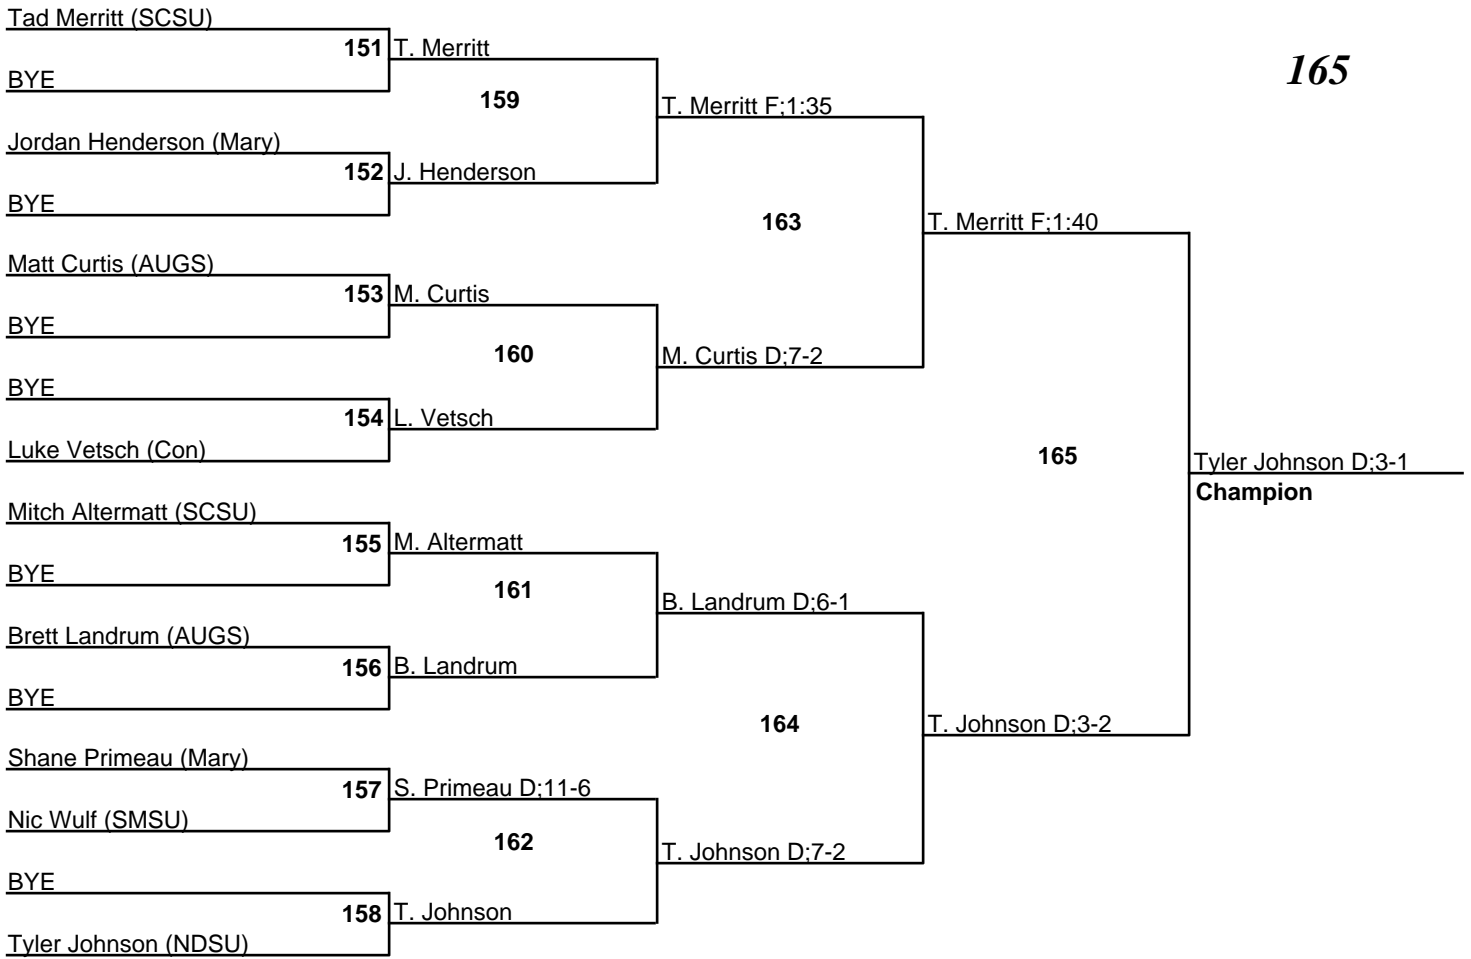 Tad Merritt (SCSU)
151 T. Merritt
BYE
165
159
T. Merritt F;1:35
Jordan Henderson (Mary)
152 J. Henderson
BYE
163
T. Merritt F;1:40
Matt Curtis (AUGS)
153 M. Curtis
BYE
160
M. Curtis D;7-2
BYE
154 L. Vetsch
Luke Vetsch (Con)
165
Tyler Johnson D;3-1
Champion
Mitch Altermatt (SCSU)
155 M. Altermatt
BYE
161
B. Landrum D;6-1
Brett Landrum (AUGS)
156 B. Landrum
BYE
164
T. Johnson D;3-2
Shane Primeau (Mary)
157 S. Primeau D;11-6
Nic Wulf (SMSU)
162
T. Johnson D;7-2
BYE
158 T. Johnson
Tyler Johnson (NDSU)